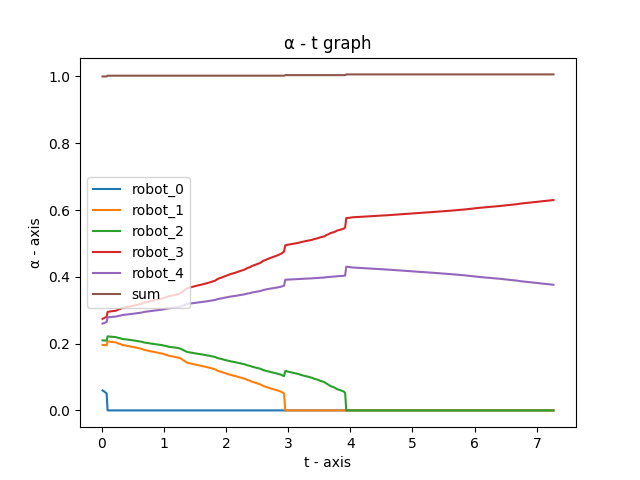 α - t graph
α - axis
1.0
0.8
0.6
0.4
0.2
0.0
robot_0
robot_1
robot_2
robot_3
robot_4
sum
0 1 2 3 4 5 6 7
t - axis